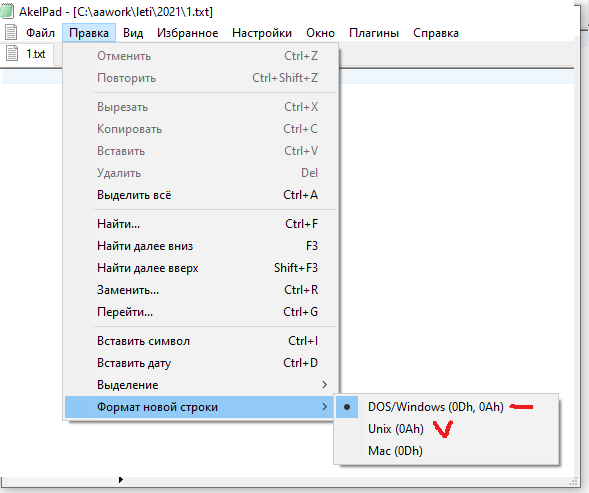 AkelPad - [C:\aawork\leti\2021\1.txt]
Файл Правка Вид Избранное Настройки Окно Плагины Справка
1.txt
Отменить Ctrl+Z
Повторить Ctrl+Shift+Z
Вырезать Ctrl+X
Копировать Ctrl+C
Вставить Ctrl+V
Удалить Del
Выделить всё Ctrl+A
Найти... Ctrl+F
Найти далее вниз F3
Найти далее вверх Shift+F3
Заменить... Ctrl+R
Перейти... Ctrl+G
Вставить символ Ctrl+I
Вставить дату Ctrl+D
Выделение
Формат новой строки
DOS/Windows (0Dh, 0Ah)
Unix (0Ah)
Mac (0Dh)